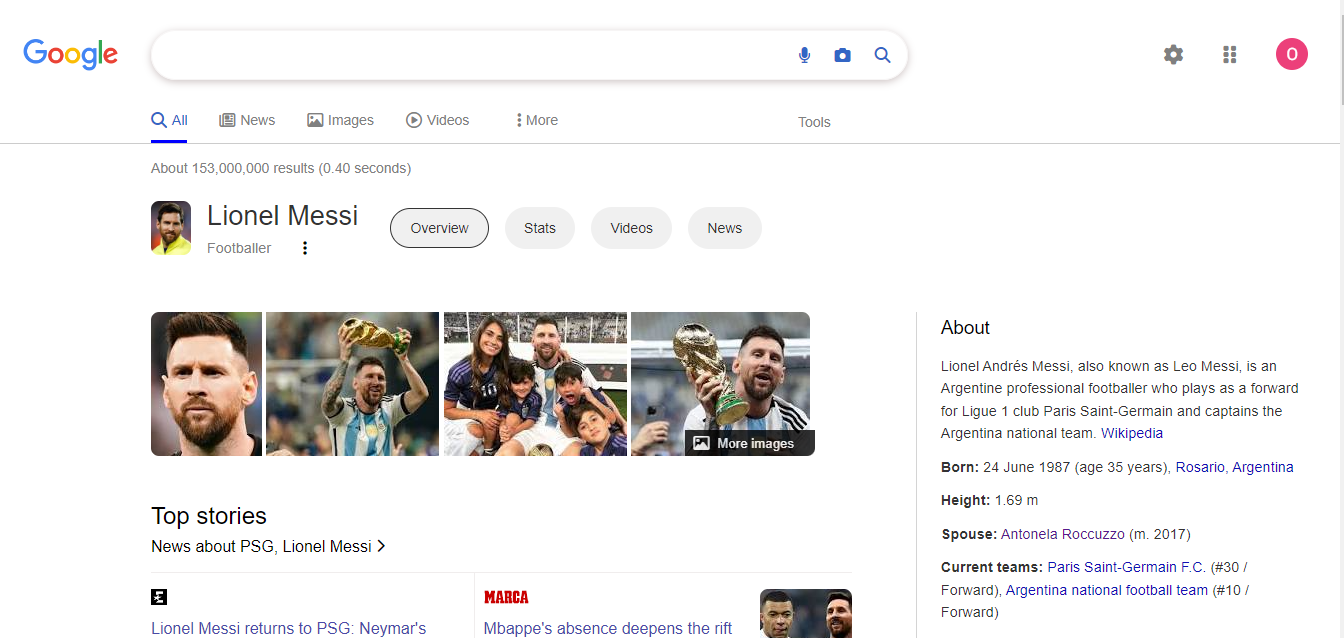 Google
O
All News Images Videos More Tools
About 153,000,000 results (0.40 seconds)
Lionel Messi
Footballer
Overview Stats Videos News
More images
Top stories
News about PSG, Lionel Messi
MARCA
Lionel Messi returns to PSG: Neymar's
Mbappe's absence deepens the rift
About
Lionel Andrés Messi, also known as Leo Messi, is an
Argentine professional footballer who plays as a forward
for Ligue 1 club Paris Saint-Germain and captains the
Argentina national team. Wikipedia
Born: 24 June 1987 (age 35 years), Rosario, Argentina
Height: 1.69 m
Spouse: Antonela Roccuzzo (m. 2017)
Current teams: Paris Saint-Germain F.C. (#30 /
Forward), Argentina national football team (#10 /
Forward)